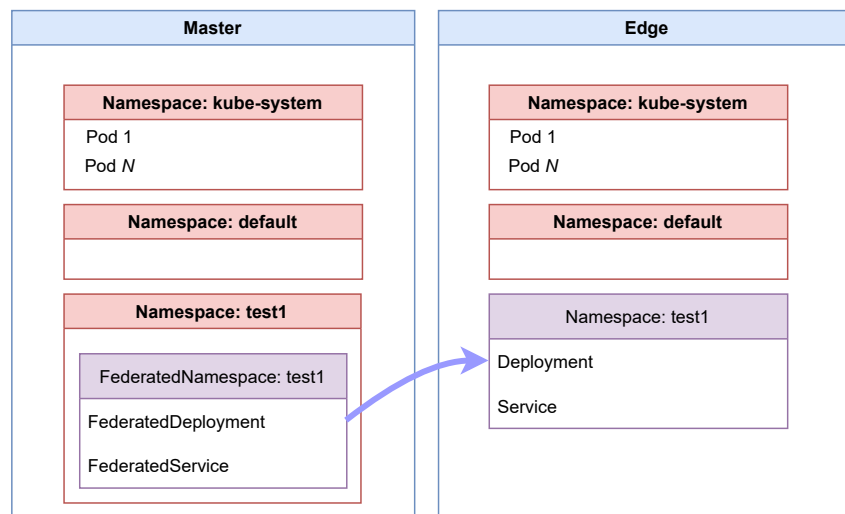 Master
Namespace: kube-system
Pod 1
Pod N
Namespace: default
Namespace: test1
FederatedNamespace: test1
FederatedDeployment
FederatedService
Edge
Namespace: kube-system
Pod 1
Pod N
Namespace: default
Namespace: test1
Deployment
Service